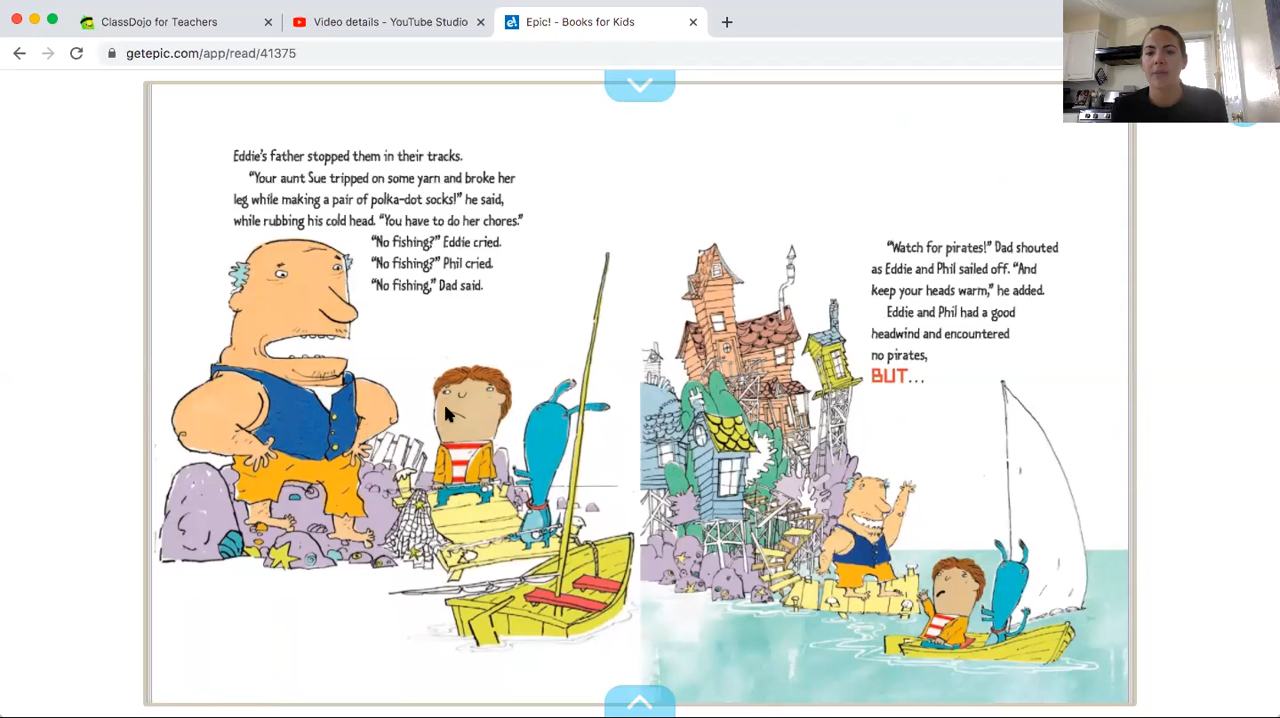 ClassDojo for Teachers
Video details - YouTube Studio
Epic! - Books for Kids
getepic.com/app/read/41375
Eddie's father stopped them in their tracks.
"Your aunt Sue tripped on some yarn and broke her
leg while making a pair of polka-dot socks!" he said,
while rubbing his cold head. "You have to do her chores."
"No fishing?" Eddie cried.
"No fishing?" Phil cried.
"No fishing," Dad said.
"Watch for pirates!" Dad shouted
as Eddie and Phil sailed off. "And
keep your heads warm," he added.
Eddie and Phil had a good
headwind and encountered
no pirates,
BUT...